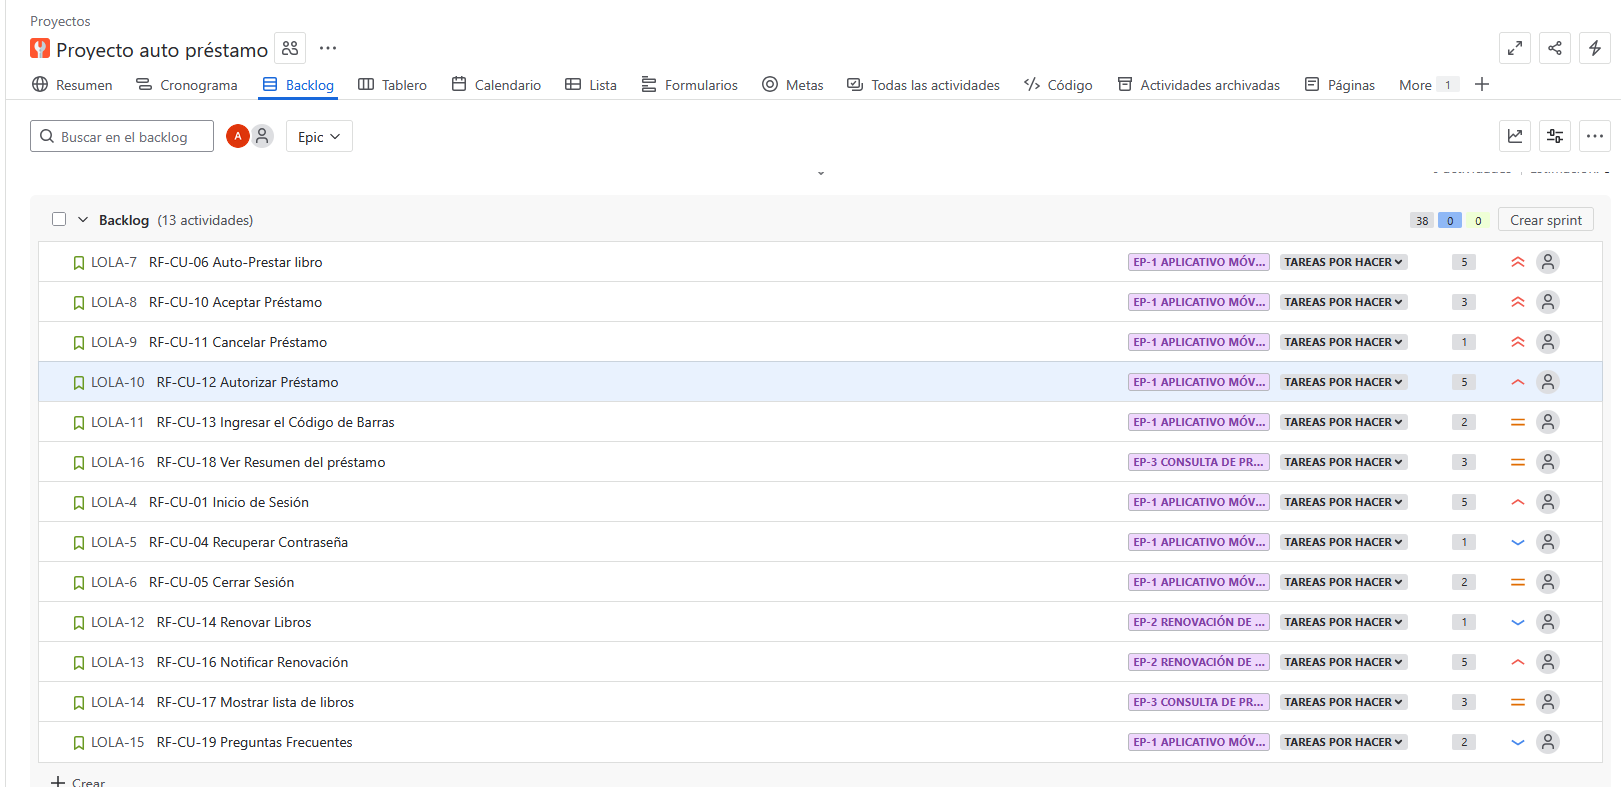 Proyectos
Proyecto auto préstamo
Resumen Cronograma Backlog Tablero Calendario Lista Formularios Metas Todas las actividades Código Actividades archivadas Páginas More 1
Buscar en el backlog A Epic
Backlog (13 actividades) 38 0 0 Crear sprint
LOLA-7 RF-CU-06 Auto-Prestar libro EP-1 APLICATIVO MÓV... TAREAS POR HACER 5
LOLA-8 RF-CU-10 Aceptar Préstamo EP-1 APLICATIVO MÓV... TAREAS POR HACER 3
LOLA-9 RF-CU-11 Cancelar Préstamo EP-1 APLICATIVO MÓV... TAREAS POR HACER 1
LOLA-10 RF-CU-12 Autorizar Préstamo EP-1 APLICATIVO MÓV... TAREAS POR HACER 5
LOLA-11 RF-CU-13 Ingresar el Código de Barras EP-1 APLICATIVO MÓV... TAREAS POR HACER 2
LOLA-16 RF-CU-18 Ver Resumen del préstamo EP-3 CONSULTA DE PR... TAREAS POR HACER 3
LOLA-4 RF-CU-01 Inicio de Sesión EP-1 APLICATIVO MÓV... TAREAS POR HACER 5
LOLA-5 RF-CU-04 Recuperar Contraseña EP-1 APLICATIVO MÓV... TAREAS POR HACER 1
LOLA-6 RF-CU-05 Cerrar Sesión EP-1 APLICATIVO MÓV... TAREAS POR HACER 2
LOLA-12 RF-CU-14 Renovar Libros EP-2 RENOVACIÓN DE ... TAREAS POR HACER 1
LOLA-13 RF-CU-16 Notificar Renovación EP-2 RENOVACIÓN DE ... TAREAS POR HACER 5
LOLA-14 RF-CU-17 Mostrar lista de libros EP-3 CONSULTA DE PR... TAREAS POR HACER 3
LOLA-15 RF-CU-19 Preguntas Frecuentes EP-1 APLICATIVO MÓV... TAREAS POR HACER 2
Crear